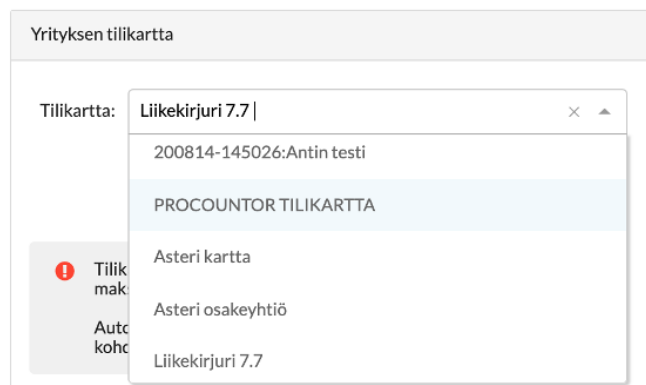 Yrityksen tilikartta
Tilikartta:
Liikekirjuri 7.7
200814-145026:Antin testi
PROCOUNTOR TILIKARTTA
Asteri kartta
Asteri osakeyhtiö
Liikekirjuri 7.7